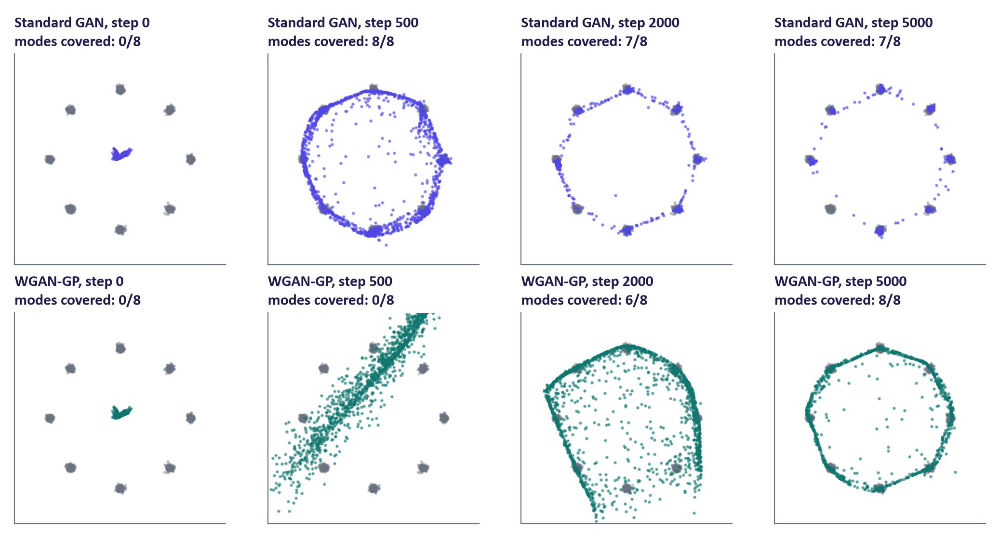 Standard GAN, step 0
modes covered: 0/8
Standard GAN, step 500
modes covered: 8/8
Standard GAN, step 2000
modes covered: 7/8
Standard GAN, step 5000
modes covered: 7/8
WGAN-GP, step 0
modes covered: 0/8
WGAN-GP, step 500
modes covered: 0/8
WGAN-GP, step 2000
modes covered: 6/8
WGAN-GP, step 5000
modes covered: 8/8